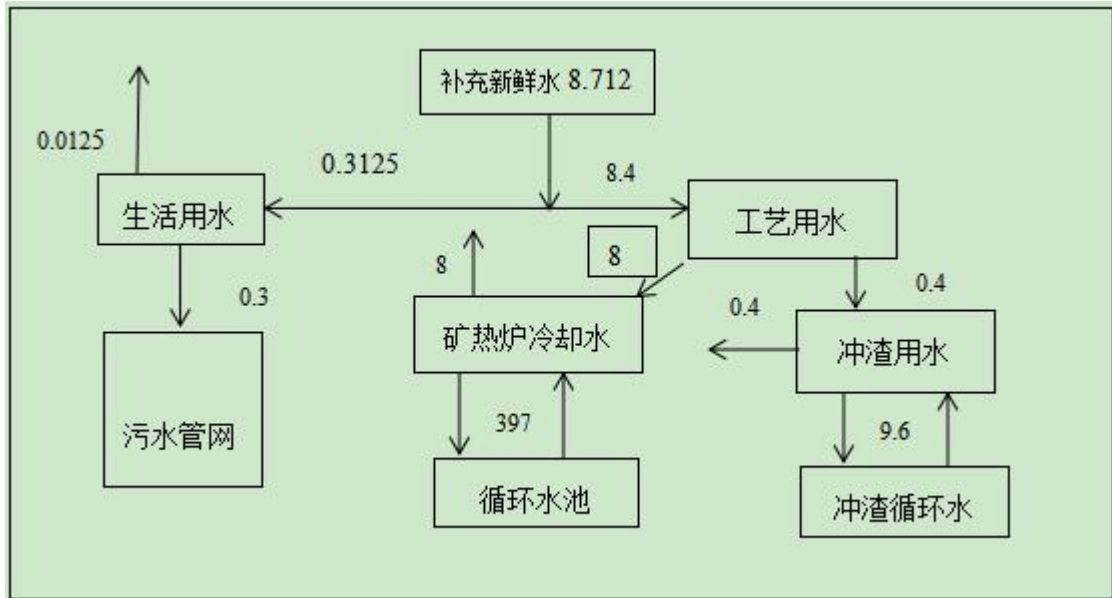 补充新鲜水 8.712
0.0125
0.3125
8.4
生活用水
工艺用水
8
8
0.3
0.4
0.4
矿热炉冷却水
冲渣用水
污水管网
397
9.6
循环水池
冲渣循环水